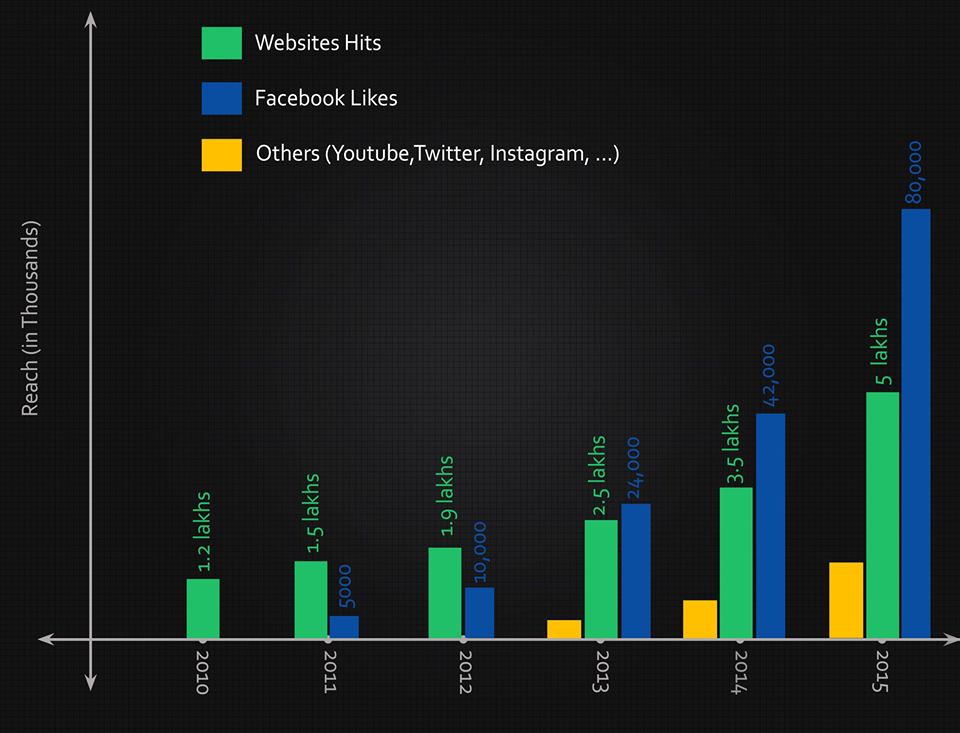 Websites Hits
Facebook Likes
Others (Youtube,Twitter, Instagram, ...)
Reach (in Thousands)
1.2 lakhs
1.5 lakhs
5000
1.9 lakhs
10,000
2.5 lakhs
24,000
3.5 lakhs
42,000
5 lakhs
80,000
2010
2011
2012
2013
2014
2015